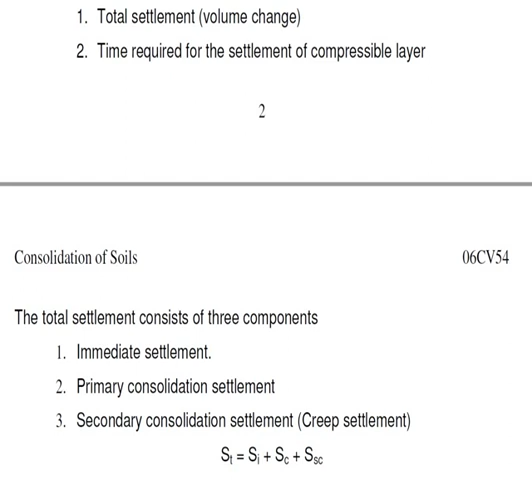 1. Total settlement (volume change)
2. Time required for the settlement of compressible layer
2
Consolidation of Soils 06CV54
The total settlement consists of three components
1. Immediate settlement.
2. Primary consolidation settlement
3. Secondary consolidation settlement (Creep settlement)
St = Si + Sc + Ssc